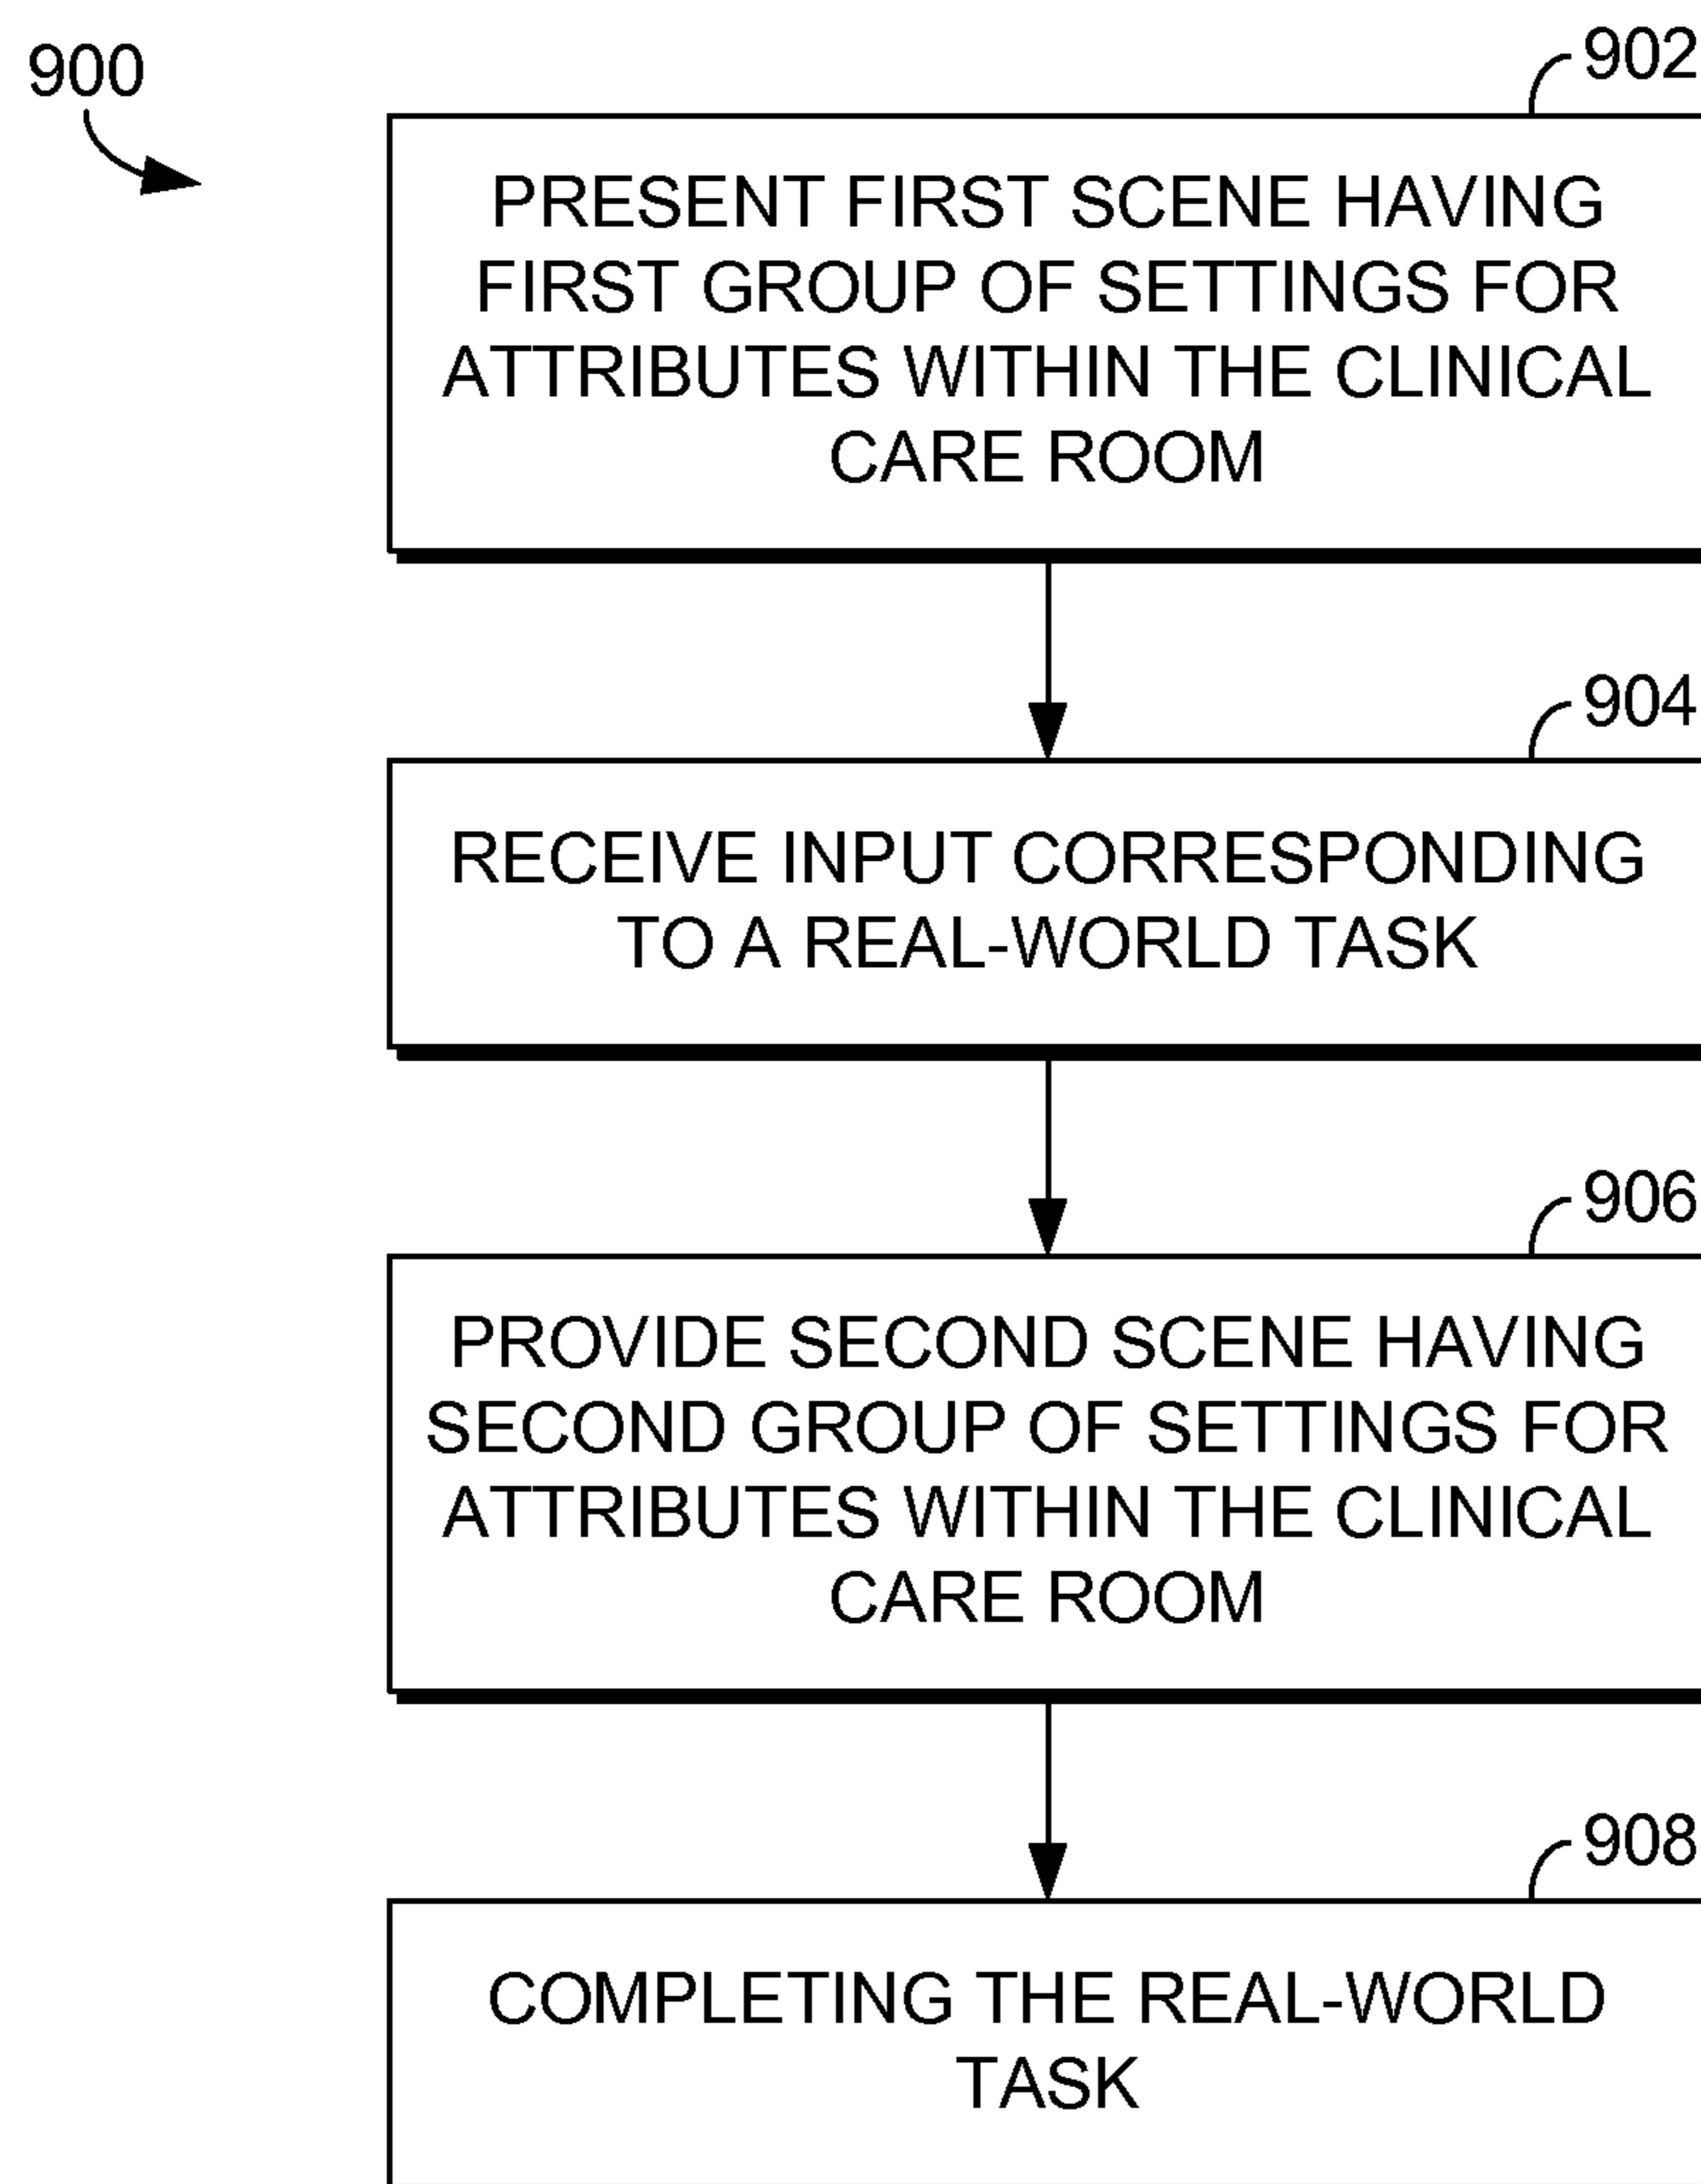 900
902
PRESENT FIRST SCENE HAVING
FIRST GROUP OF SETTINGS FOR
ATTRIBUTES WITHIN THE CLINICAL
CARE ROOM
904
RECEIVE INPUT CORRESPONDING
TO A REAL-WORLD TASK
906
PROVIDE SECOND SCENE HAVING
SECOND GROUP OF SETTINGS FOR
ATTRIBUTES WITHIN THE CLINICAL
CARE ROOM
908
COMPLETING THE REAL-WORLD
TASK